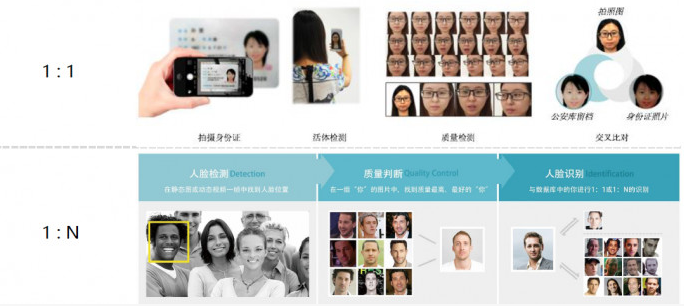 1 : 1
拍照图
公安库留档
身份证照片
拍摄身份证
活体检测
质量检测
交叉比对
1 : N
人脸检测 Detection
在静态图或动态视频一帧中找到人脸位置
质量判断 Quality Control
在一组“你”的图片中，找到质量最高，最好的“你”
人脸识别 Identification
与数据库中的你进行1：1或1：N的识别